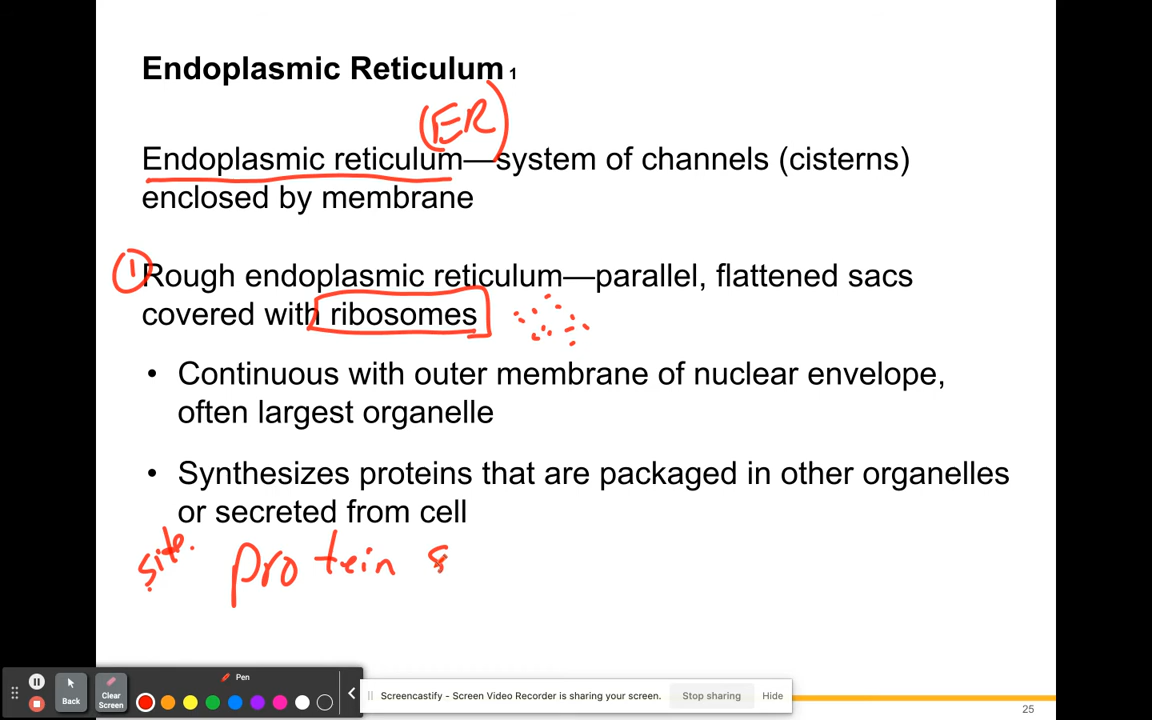 Endoplasmic Reticulum 1
(ER)
Endoplasmic reticulum—system of channels (cisterns)
enclosed by membrane
① Rough endoplasmic reticulum—parallel, flattened sacs
covered with ribosomes
• Continuous with outer membrane of nuclear envelope,
often largest organelle
• Synthesizes proteins that are packaged in other organelles
or secreted from cell
site. protein s
Pen
Back
Clear
Screen
Screencastify - Screen Video Recorder is sharing your screen.
Stop sharing
Hide
25